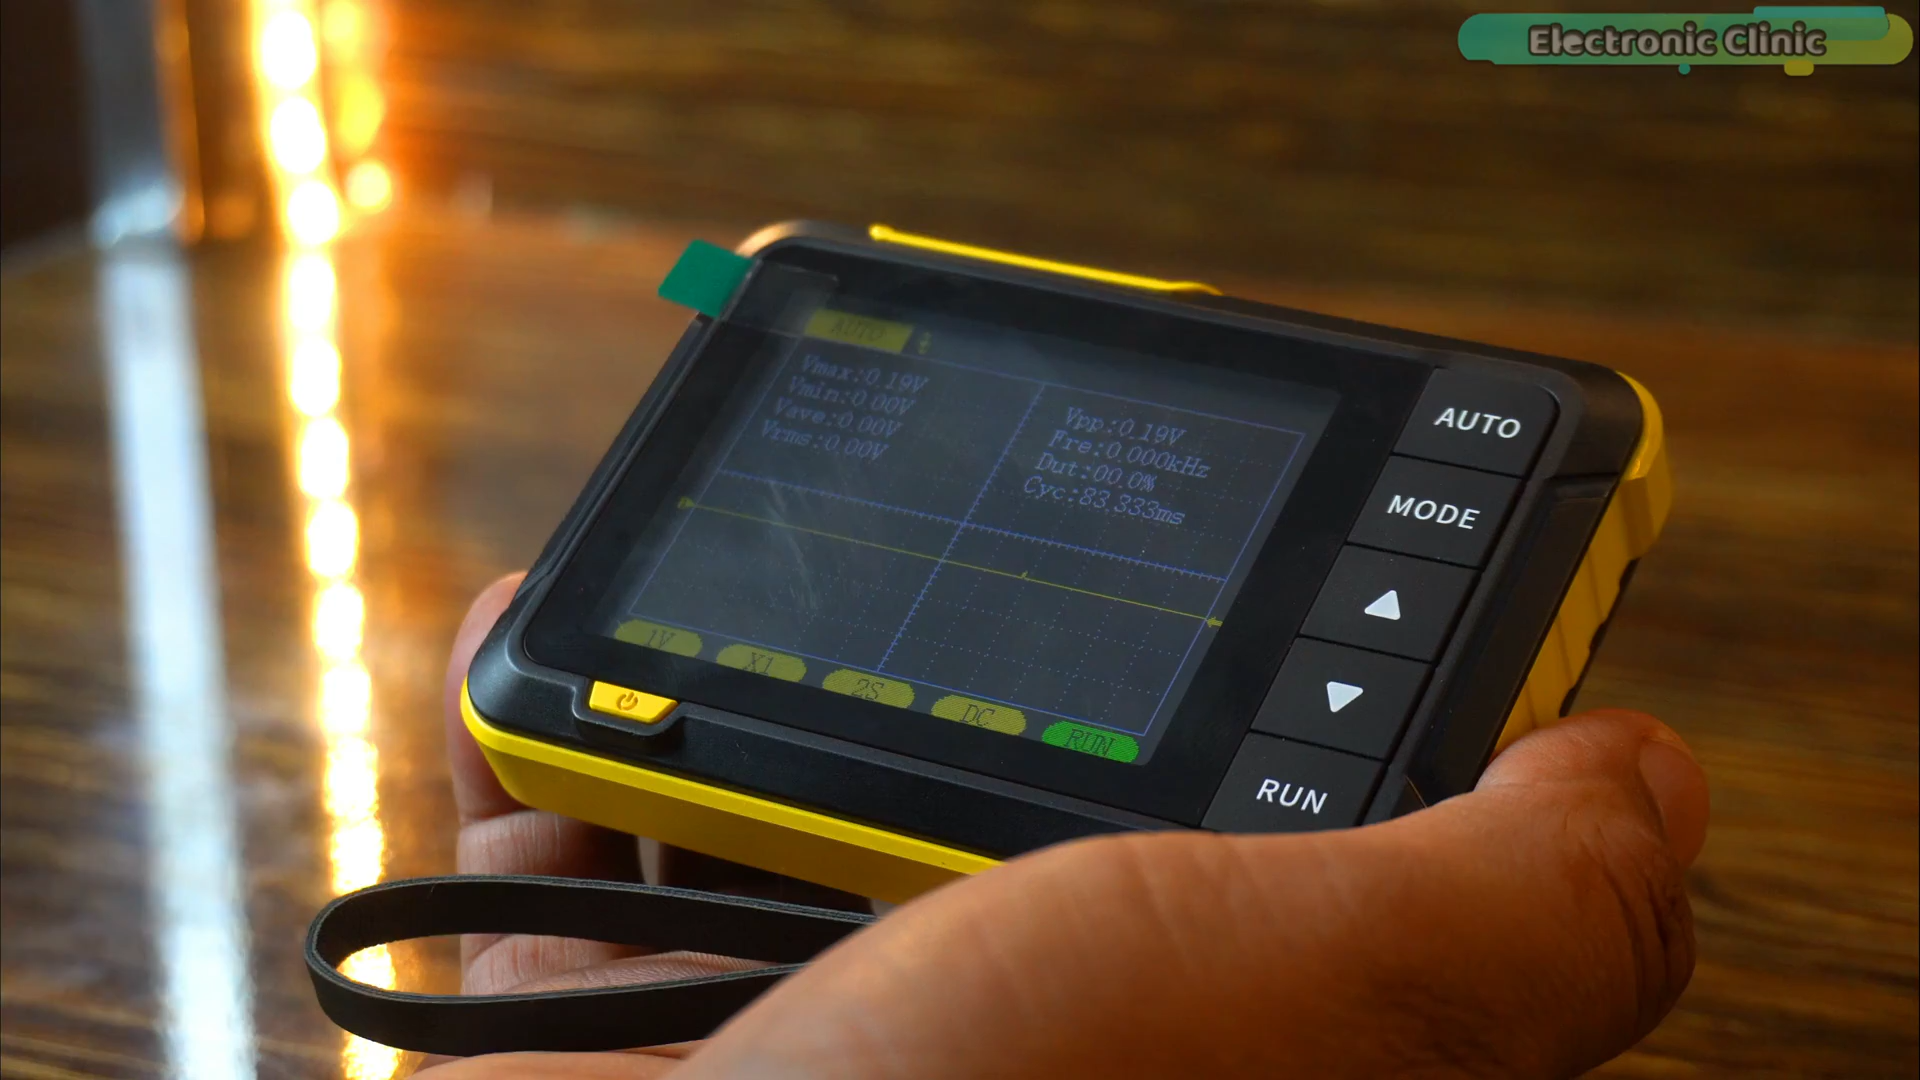 Electronic Clinic
AUTO
Vmax:0.19V
Vmin:0.00V
Vave:0.00V
Vrms:0.00V
Vpp:0.19V
Fre:0.000kHz
Dut:00.0%
Cyc:83.333ms
1V
X1
2S
DC
RUN
AUTO
MODE
RUN